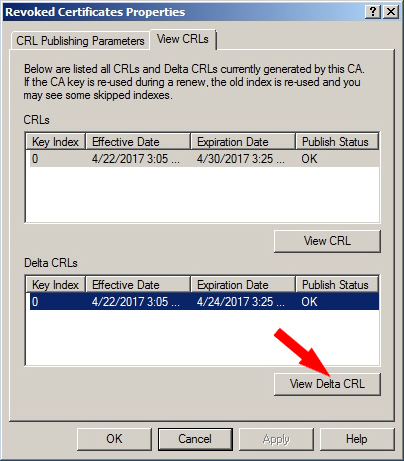 Revoked Certificates Properties
CRL Publishing Parameters View CRLs
Below are listed all CRLs and Delta CRLs currently generated by this CA.
If the CA key is re-used during a renew, the old index is re-used and you
may see some skipped indexes.
CRLs
Key Index Effective Date Expiration Date Publish Status
0 4/22/2017 3:05 ... 4/30/2017 3:25 ... OK
View CRL
Delta CRLs
Key Index Effective Date Expiration Date Publish Status
0 4/22/2017 3:05 ... 4/24/2017 3:25 ... OK
View Delta CRL
OK Cancel Apply Help